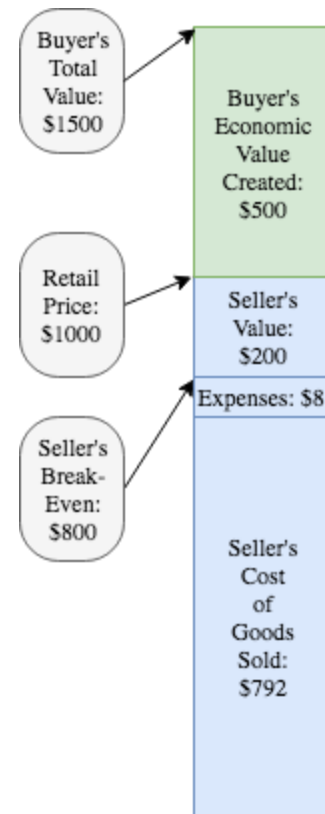 Buyer's
Total
Value:
$1500
Buyer's
Economic
Value
Created:
$500
Retail
Price:
$1000
Seller's
Value:
$200
Expenses: $8
Seller's
Break-
Even:
$800
Seller's
Cost
of
Goods
Sold:
$792